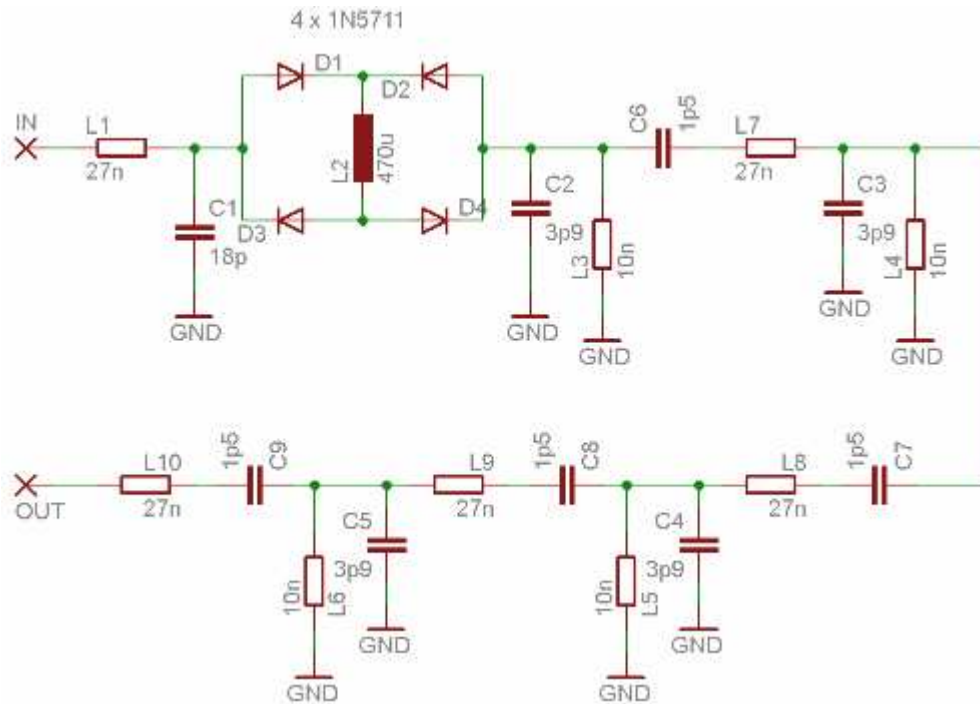 4 x 1N5711
D1
D2
IN
L1
27n
L2
470u
C6
1p5
L7
27n
C1
18p
D3
D4
C2
3p9
L3
10n
C3
3p9
L4
10n
GND
GND
GND
GND
GND
OUT
L10
27n
1p5
C9
L9
27n
1p5
C8
L8
27n
1p5
C7
C5
3p9
10n
L6
C4
3p9
10n
L5
GND
GND
GND
GND